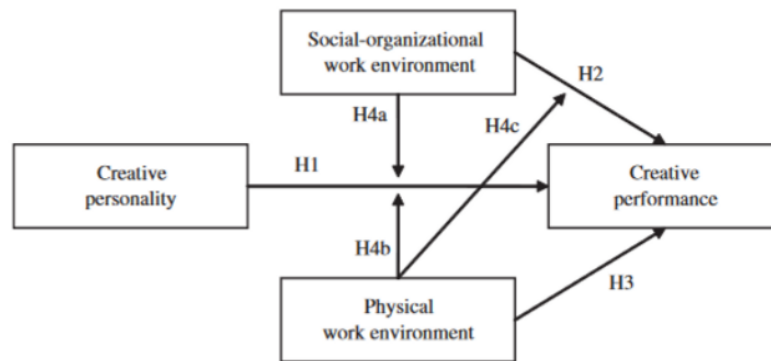 Social-organizational
work environment
H2
H4a
H4c
H1
Creative
personality
Creative
performance
H4b
H3
Physical
work environment